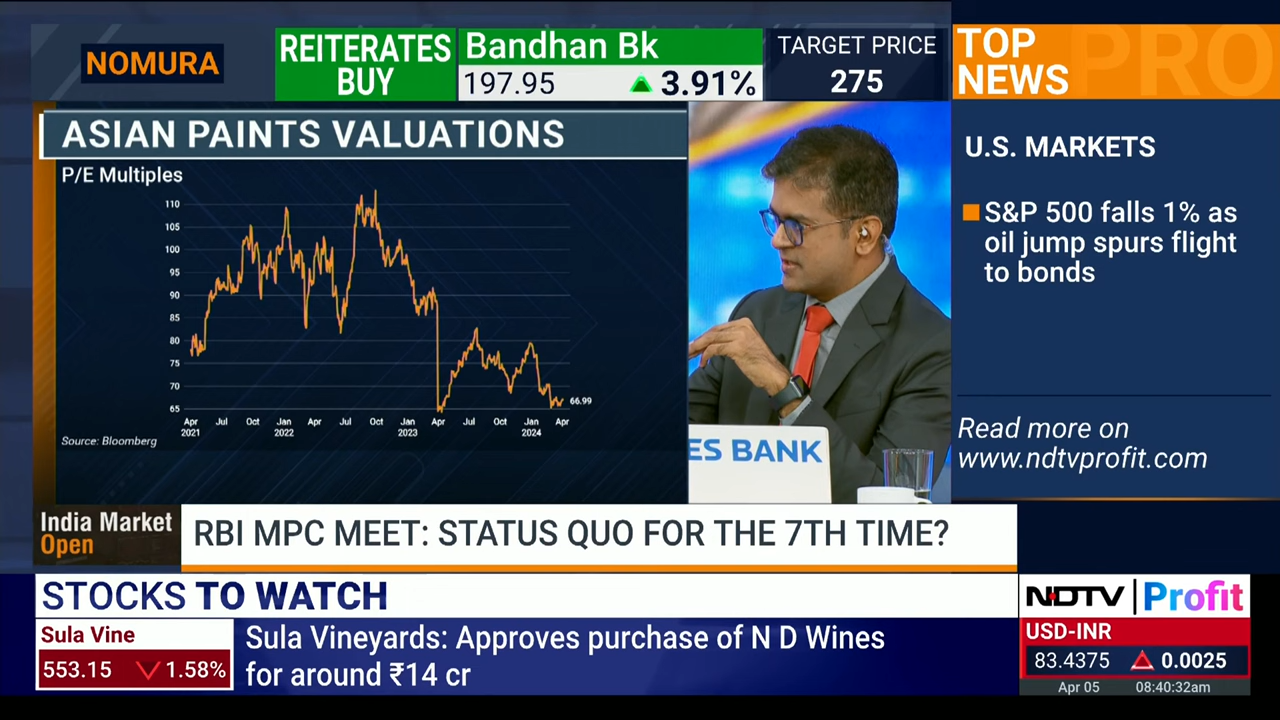 NOMURA
REITERATES
BUY
Bandhan Bk
197.95 ▲ 3.91%
TARGET PRICE
275
TOP
NEWS
PRO
ASIAN PAINTS VALUATIONS
P/E Multiples
110
105
100
95
90
85
80
75
70
65
66.99
Apr Jul Oct Jan Apr Jul Oct Jan Apr Jul Oct Jan Apr
2021 2022 2023 2024
Source: Bloomberg
ES BANK
U.S. MARKETS
S&P 500 falls 1% as
oil jump spurs flight
to bonds
Read more on
www.ndtvprofit.com
India Market
Open
RBI MPC MEET: STATUS QUO FOR THE 7TH TIME?
STOCKS TO WATCH
Sula Vine
553.15 1.58%
Sula Vineyards: Approves purchase of N D Wines
for around ₹14 cr
NDTV Profit
USD-INR
83.4375 ▲ 0.0025
Apr 05 08:40:32am